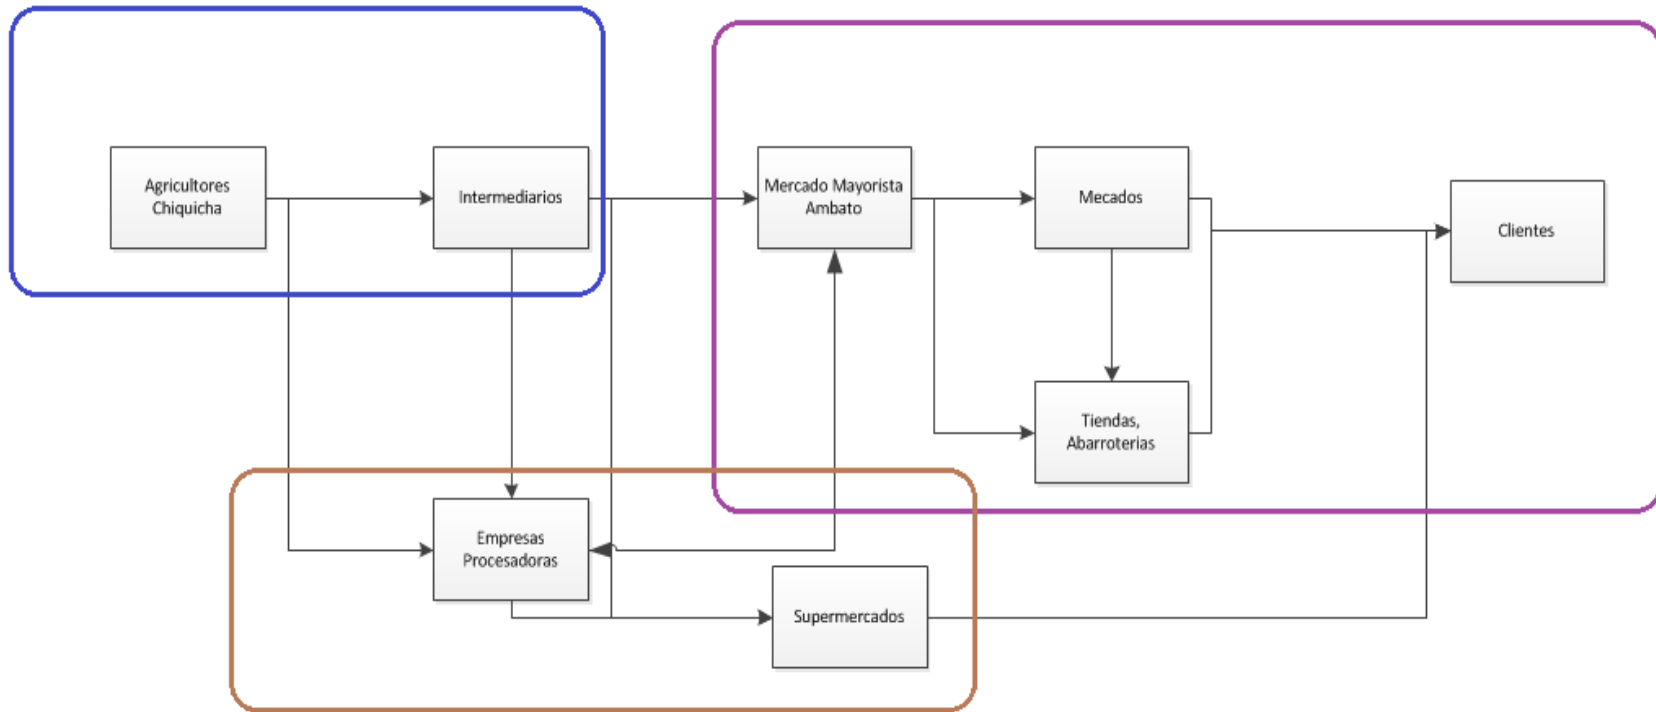 Agricultores
Chiquicha
Intermediarios
Mercado Mayorista
Ambato
Mecados
Clientes
Tiendas,
Abarroterias
Empresas
Procesadoras
Supermercados